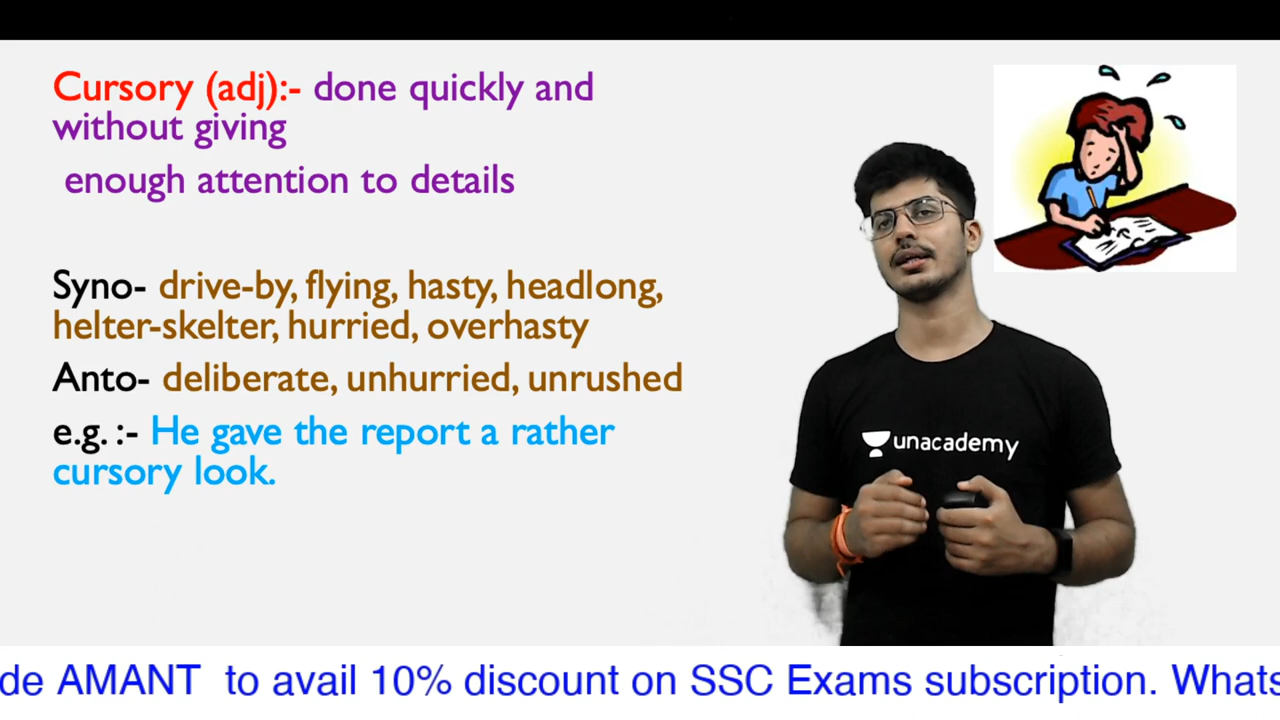 Cursory (adj):- done quickly and
without giving
enough attention to details
Syno- drive-by, flying, hasty, headlong,
helter-skelter, hurried, overhasty
Anto- deliberate, unhurried, unrushed
e.g. :- He gave the report a rather
cursory look.
unacademy
de AMANT to avail 10% discount on SSC Exams subscription. Whats